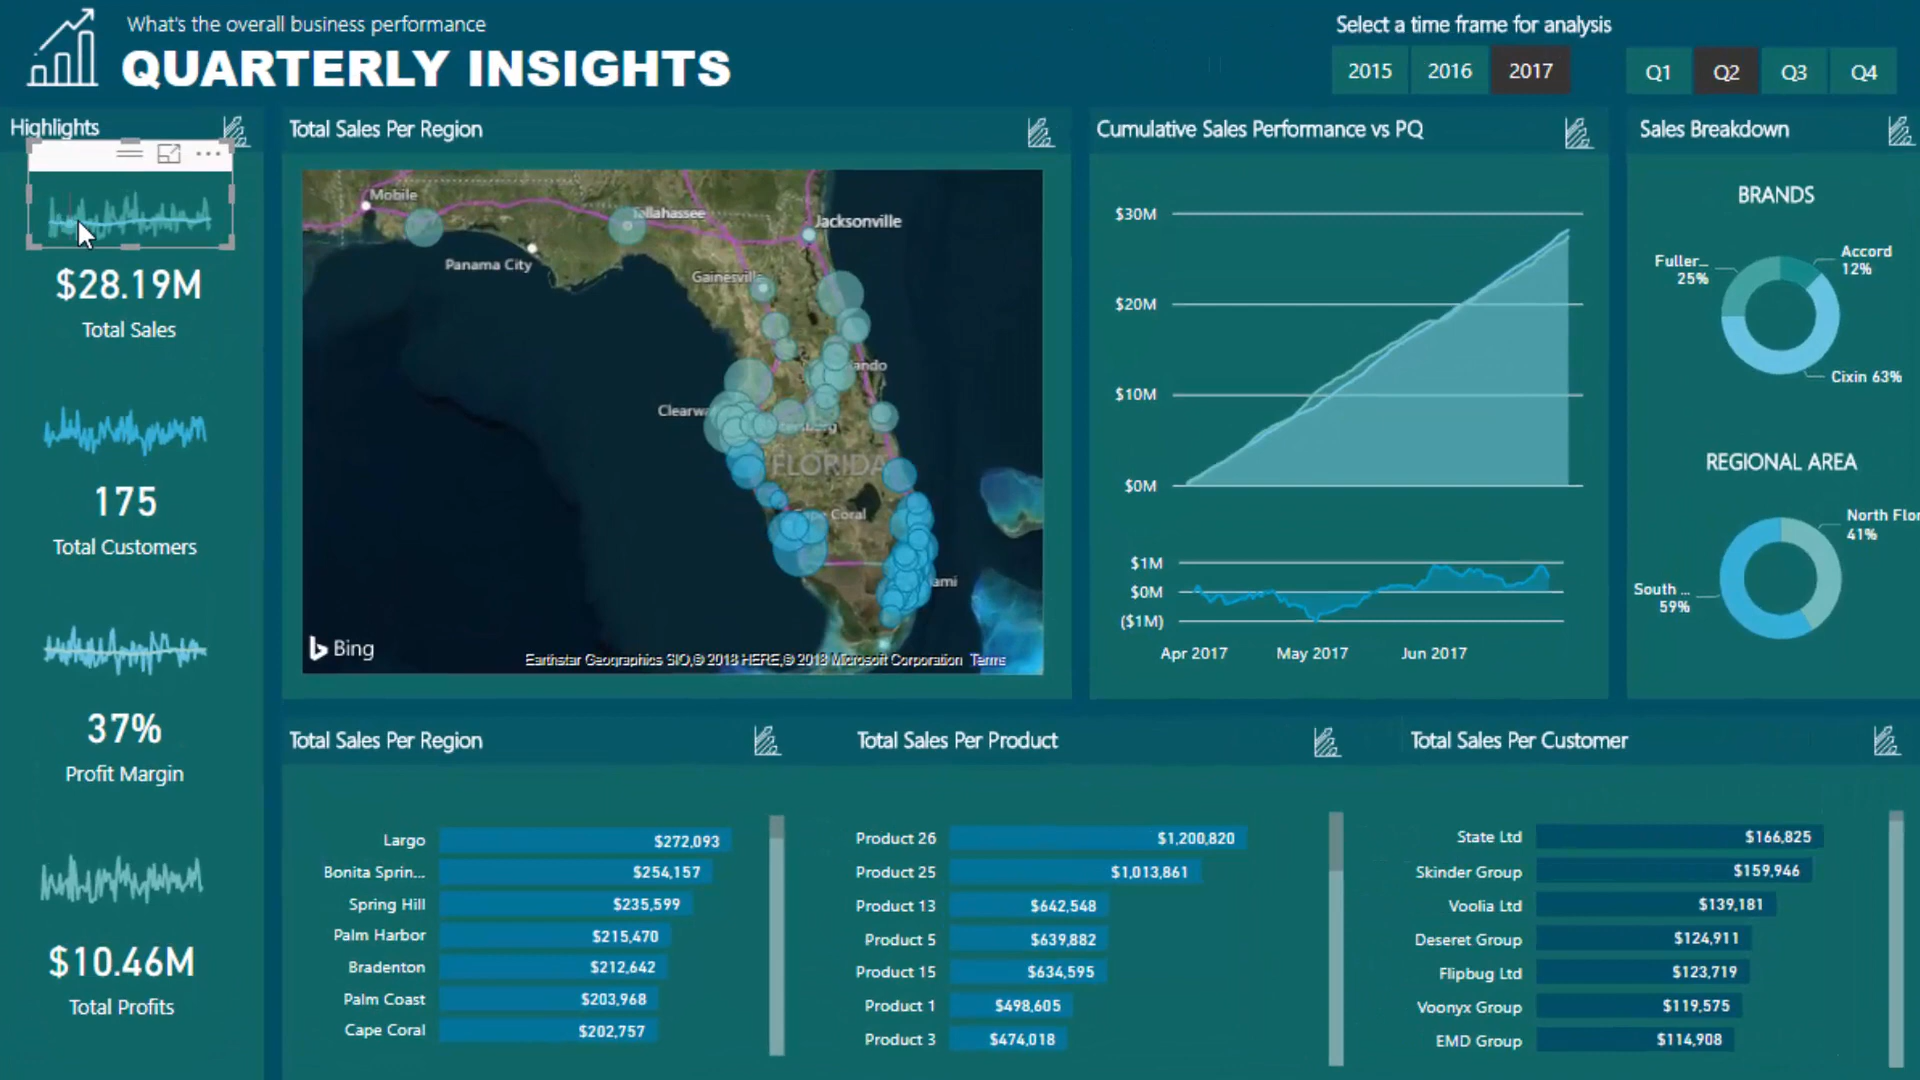 What's the overall business performance
QUARTERLY INSIGHTS
Select a time frame for analysis
2015 2016 2017 Q1 Q2 Q3 Q4
Highlights
$28.19M
Total Sales
175
Total Customers
37%
Profit Margin
$10.46M
Total Profits
Total Sales Per Region
Mobile
Tallahassee
Jacksonville
Panama City
Gainesvill
ando
Clearwa
rsburg
FLORIDA
Cape Coral
ami
Bing
Earthstar Geographics SIO,© 2018 HERE,© 2018 Microsoft Corporation Terms
Cumulative Sales Performance vs PQ
$30M
$20M
$10M
$0M
$1M
$0M
($1M)
Apr 2017 May 2017 Jun 2017
Sales Breakdown
BRANDS
Fuller...
25%
Accord
12%
Cixin 63%
REGIONAL AREA
North Flor
41%
South ...
59%
Total Sales Per Region
Largo $272,093
Bonita Sprin... $254,157
Spring Hill $235,599
Palm Harbor $215,470
Bradenton $212,642
Palm Coast $203,968
Cape Coral $202,757
Total Sales Per Product
Product 26 $1,200,820
Product 25 $1,013,861
Product 13 $642,548
Product 5 $639,882
Product 15 $634,595
Product 1 $498,605
Product 3 $474,018
Total Sales Per Customer
State Ltd $166,825
Skinder Group $159,946
Voolia Ltd $139,181
Deseret Group $124,911
Flipbug Ltd $123,719
Voonyx Group $119,575
EMD Group $114,908